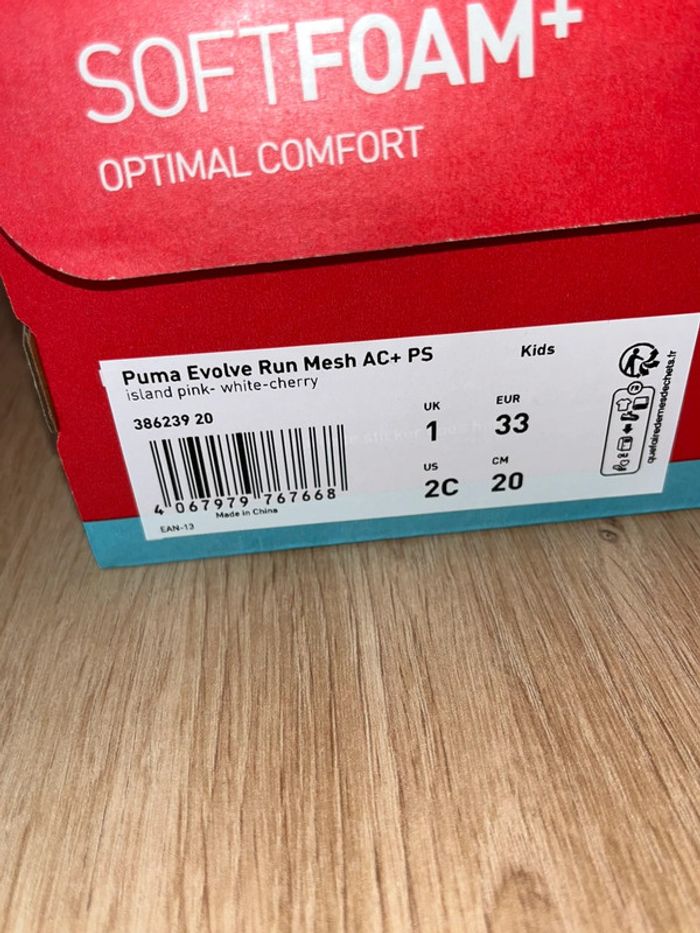 SOFTFOAM+
OPTIMAL COMFORT
Puma Evolve Run Mesh AC+ PS
Kids
island pink- white-cherry
386239 20
UK
1
EUR
33
US
2C
CM
20
4 067979 767668
Made in China
EAN-13
FR
quefairedemesdechets.fr